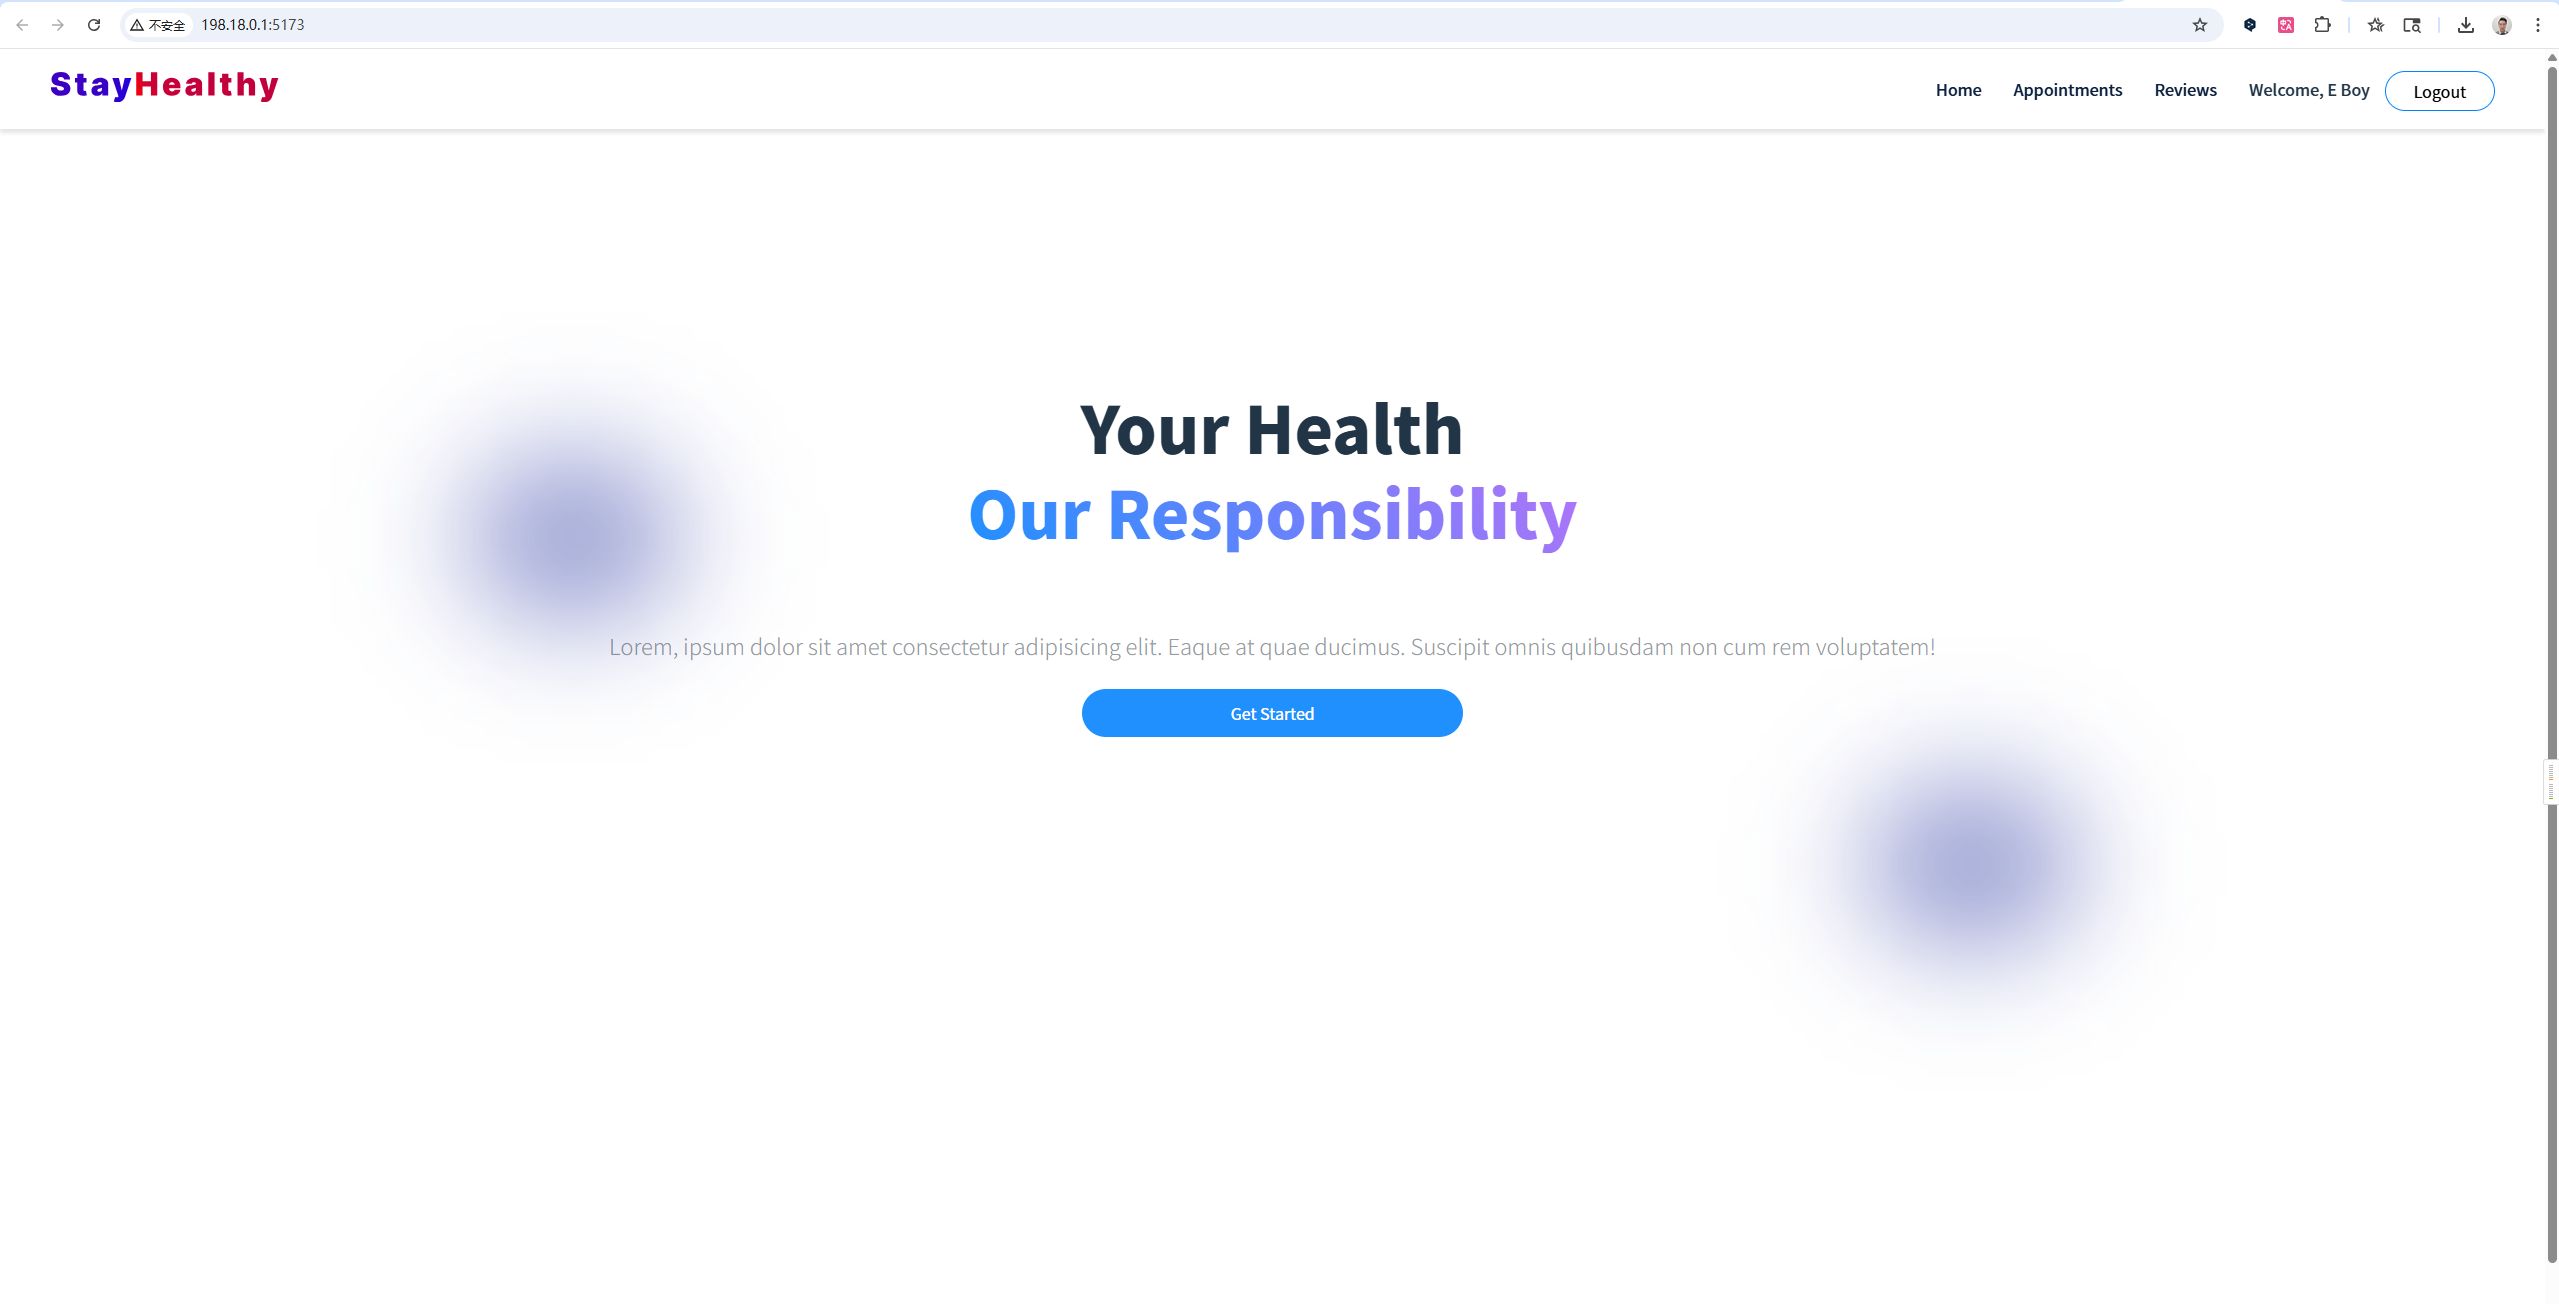 不安全 198.18.0.1:5173
StayHealthy
Home Appointments Reviews Welcome, E Boy Logout
Your Health
Our Responsibility
Lorem, ipsum dolor sit amet consectetur adipisicing elit. Eaque at quae ducimus. Suscipit omnis quibusdam non cum rem voluptatem!
Get Started